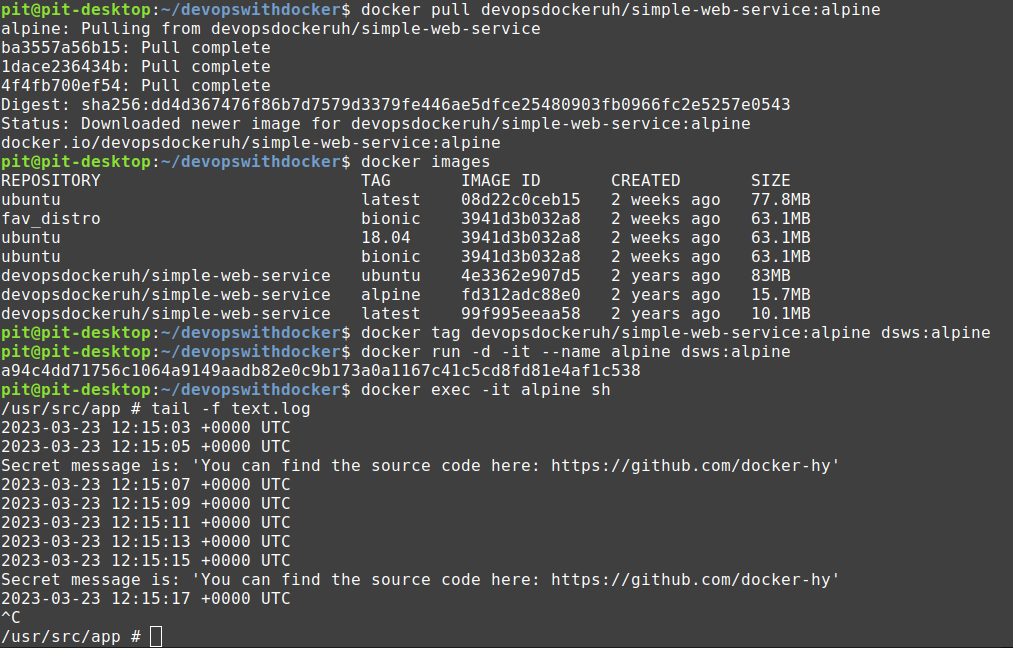 pit@pit-desktop:~/devopswithdocker$ docker pull devopsdockeruh/simple-web-service:alpine
alpine: Pulling from devopsdockeruh/simple-web-service
ba3557a56b15: Pull complete
1dace236434b: Pull complete
4f4fb700ef54: Pull complete
Digest: sha256:dd4d367476f86b7d7579d3379fe446ae5dfce25480903fb0966fc2e5257e0543
Status: Downloaded newer image for devopsdockeruh/simple-web-service:alpine
docker.io/devopsdockeruh/simple-web-service:alpine
pit@pit-desktop:~/devopswithdocker$ docker images
REPOSITORY                          TAG       IMAGE ID       CREATED       SIZE
ubuntu                              latest    08d22c0ceb15   2 weeks ago   77.8MB
fav_distro                          bionic    3941d3b032a8   2 weeks ago   63.1MB
ubuntu                              18.04     3941d3b032a8   2 weeks ago   63.1MB
ubuntu                              bionic    3941d3b032a8   2 weeks ago   63.1MB
devopsdockeruh/simple-web-service   ubuntu    4e3362e907d5   2 years ago   83MB
devopsdockeruh/simple-web-service   alpine    fd312adc88e0   2 years ago   15.7MB
devopsdockeruh/simple-web-service   latest    99f995eeaa58   2 years ago   10.1MB
pit@pit-desktop:~/devopswithdocker$ docker tag devopsdockeruh/simple-web-service:alpine dsws:alpine
pit@pit-desktop:~/devopswithdocker$ docker run -d -it --name alpine dsws:alpine
a94c4dd71756c1064a9149aadb82e0c9b173a0a1167c41c5cd8fd81e4af1c538
pit@pit-desktop:~/devopswithdocker$ docker exec -it alpine sh
/usr/src/app # tail -f text.log
2023-03-23 12:15:03 +0000 UTC
2023-03-23 12:15:05 +0000 UTC
Secret message is: 'You can find the source code here: https://github.com/docker-hy'
2023-03-23 12:15:07 +0000 UTC
2023-03-23 12:15:09 +0000 UTC
2023-03-23 12:15:11 +0000 UTC
2023-03-23 12:15:13 +0000 UTC
2023-03-23 12:15:15 +0000 UTC
Secret message is: 'You can find the source code here: https://github.com/docker-hy'
2023-03-23 12:15:17 +0000 UTC
^C
/usr/src/app #